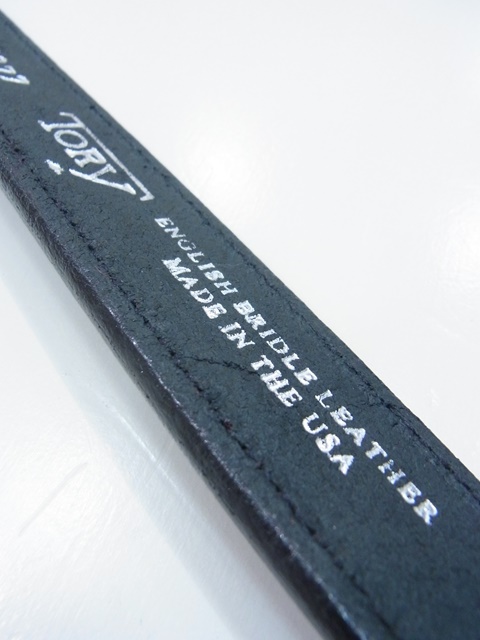 TORY
ENGLISH BRIDLE LEATHER
MADE IN THE USA